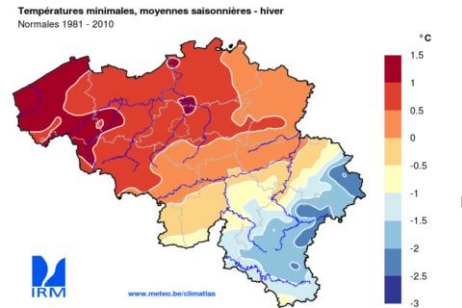 Températures minimales, moyennes saisonnières - hiver
Normales 1981 - 2010
°C
1.5
1
0.5
0
-0.5
-1
-1.5
-2
-2.5
-3
IRM
www.meteo.be/climatlas